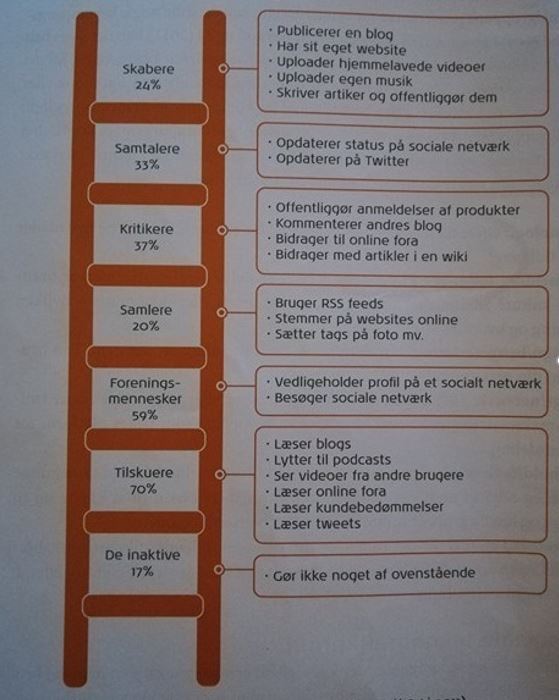 Skabere
24%
· Publicerer en blog
· Har sit eget website
· Uploader hjemmelavede videoer
· Uploader egen musik
· Skriver artiker og offentliggør dem
Samtalere
33%
· Opdaterer status på sociale netværk
· Opdaterer på Twitter
Kritikere
37%
· Offentliggør anmeldelser af produkter
· Kommenterer andres blog
· Bidrager til online fora
· Bidrager med artikler i en wiki
Samlere
20%
· Bruger RSS feeds
· Stemmer på websites online
· Sætter tags på foto mv.
Forenings-
mennesker
59%
· Vedligeholder profil på et socialt netværk
· Besøger sociale netværk
Tilskuere
70%
· Læser blogs
· Lytter til podcasts
· Ser videoer fra andre brugere
· Læser online fora
· Læser kundebedømmelser
· Læser tweets
De inaktive
17%
· Gør ikke noget af ovenstående